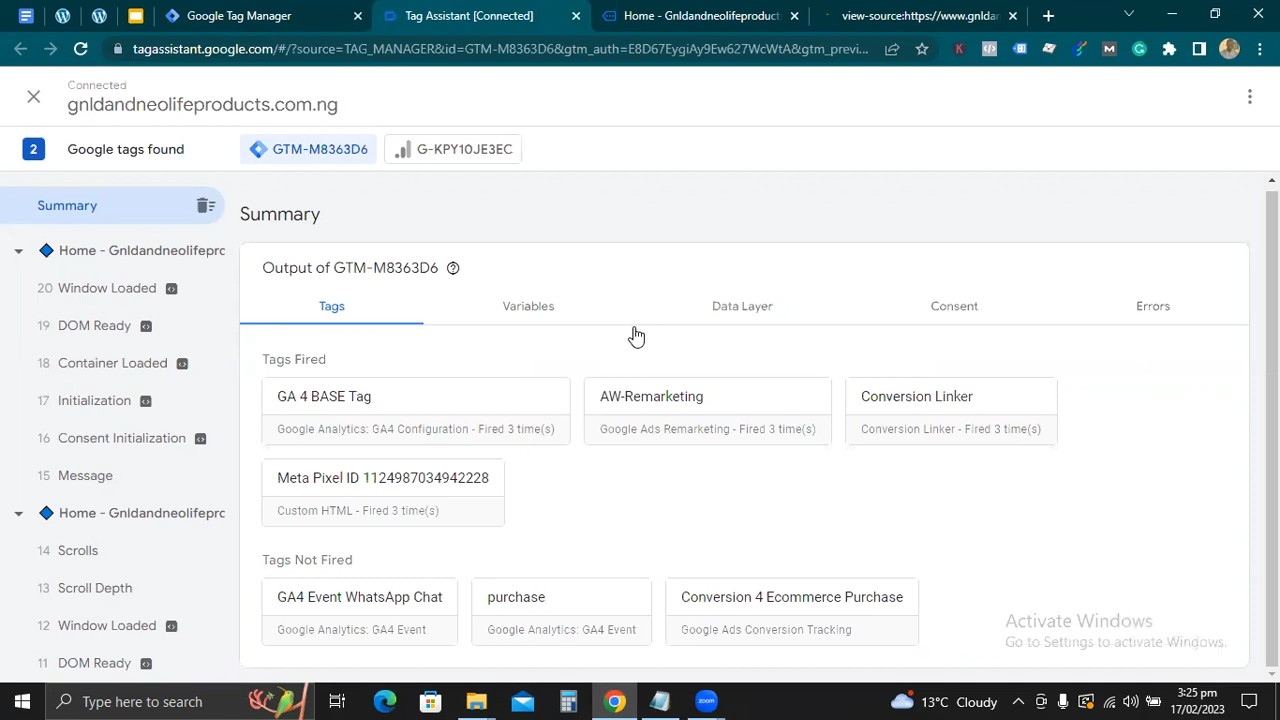 Google Tag Manager
Tag Assistant [Connected]
Home - Gnldandneolifeproducts
view-source:https://www.gnldan
tagassistant.google.com/#/?source=TAG_MANAGER&id=GTM-M8363D6&gtm_auth=E8D67EygiAy9Ew627WcWtA&gtm_previ...
Connected
gnldandneolifeproducts.com.ng
2 Google tags found GTM-M8363D6 G-KPY10JE3EC
Summary
Home - Gnldandneolifepro
20 Window Loaded
19 DOM Ready
18 Container Loaded
17 Initialization
16 Consent Initialization
15 Message
Home - Gnldandneolifepro
14 Scrolls
13 Scroll Depth
12 Window Loaded
11 DOM Ready
Summary
Output of GTM-M8363D6
Tags Variables Data Layer Consent Errors
Tags Fired
GA 4 BASE Tag
Google Analytics: GA4 Configuration - Fired 3 time(s)
AW-Remarketing
Google Ads Remarketing - Fired 3 time(s)
Conversion Linker
Conversion Linker - Fired 3 time(s)
Meta Pixel ID 1124987034942228
Custom HTML - Fired 3 time(s)
Tags Not Fired
GA4 Event WhatsApp Chat
Google Analytics: GA4 Event
purchase
Google Analytics: GA4 Event
Conversion 4 Ecommerce Purchase
Google Ads Conversion Tracking
Activate Windows
Go to Settings to activate Windows.
Type here to search
13°C Cloudy
3:25 pm
17/02/2023